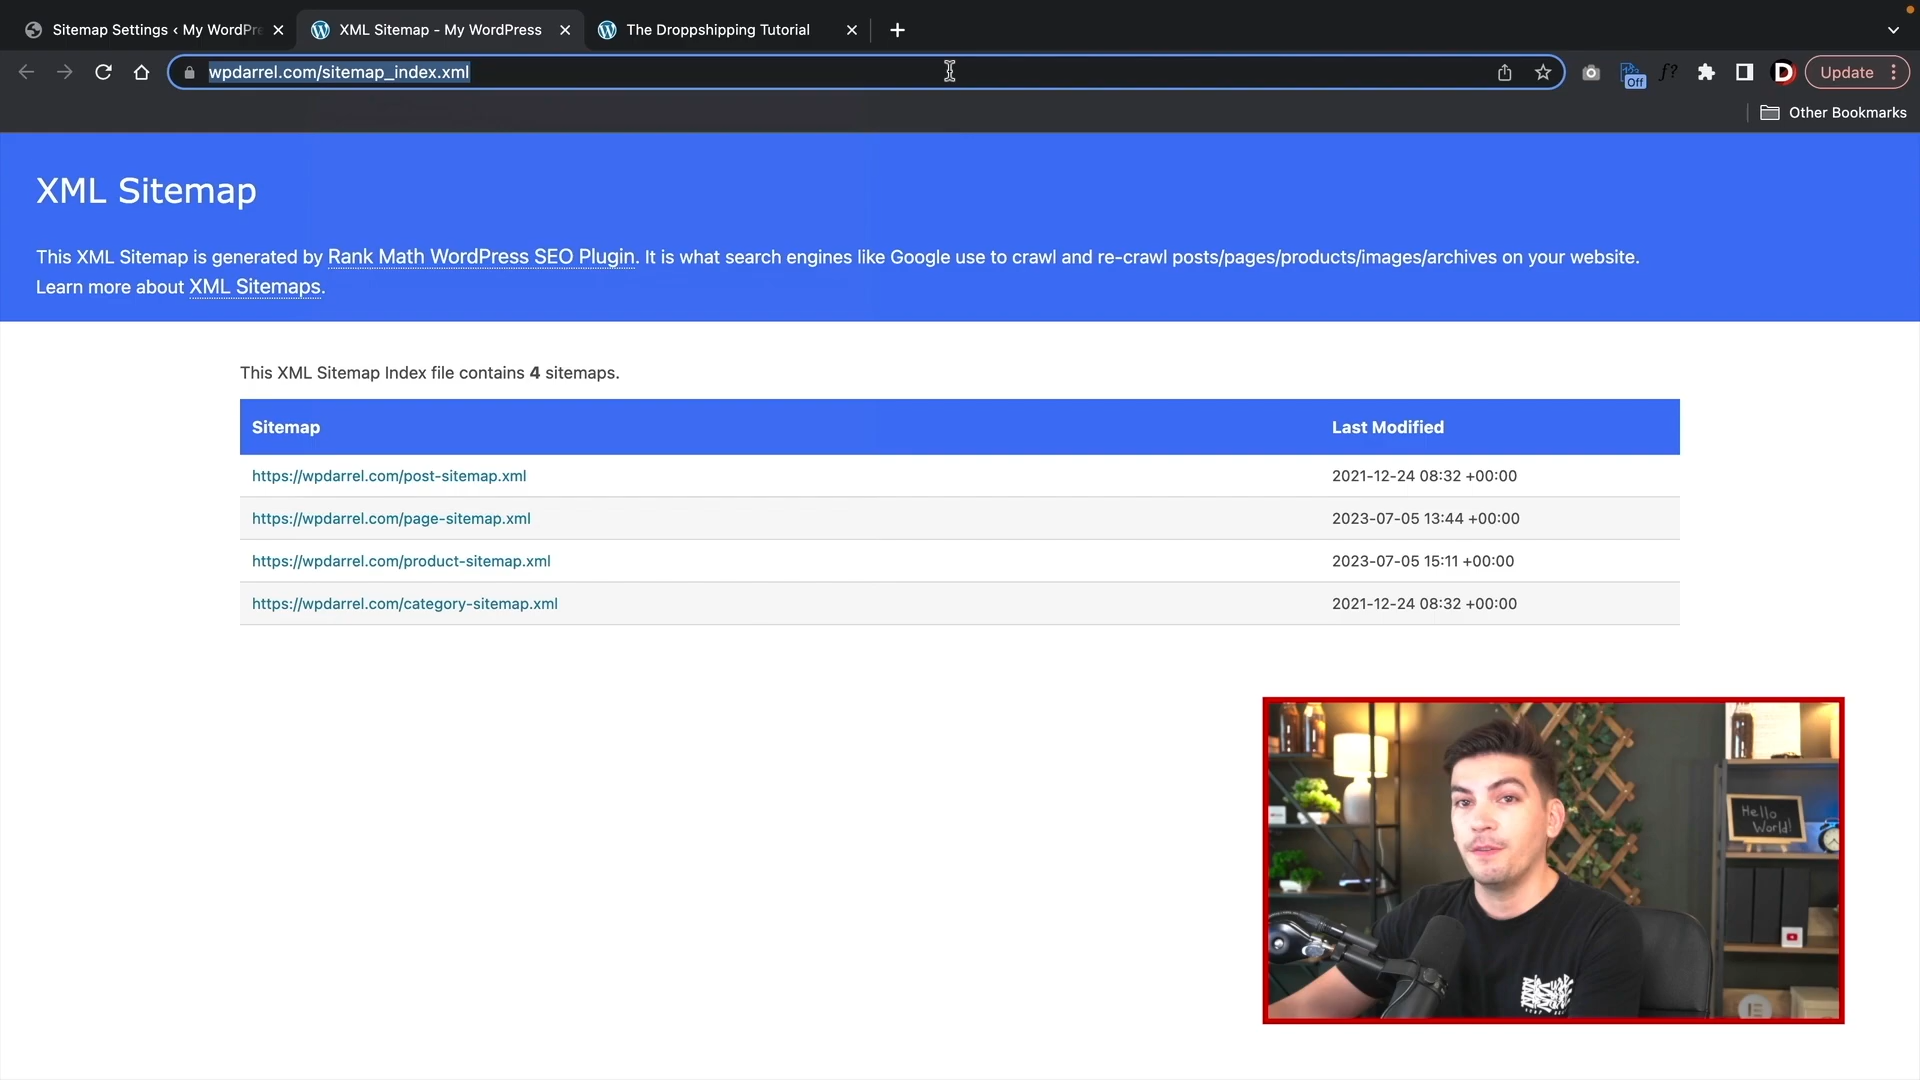 Sitemap Settings ‹ My WordPre
XML Sitemap - My WordPress
The Droppshipping Tutorial
wpdarrel.com/sitemap_index.xml
Off
f?
D
Update
Other Bookmarks
XML Sitemap
This XML Sitemap is generated by Rank Math WordPress SEO Plugin. It is what search engines like Google use to crawl and re-crawl posts/pages/products/images/archives on your website.
Learn more about XML Sitemaps.
This XML Sitemap Index file contains 4 sitemaps.
Sitemap Last Modified
https://wpdarrel.com/post-sitemap.xml 2021-12-24 08:32 +00:00
https://wpdarrel.com/page-sitemap.xml 2023-07-05 13:44 +00:00
https://wpdarrel.com/product-sitemap.xml 2023-07-05 15:11 +00:00
https://wpdarrel.com/category-sitemap.xml 2021-12-24 08:32 +00:00
Hello
World!